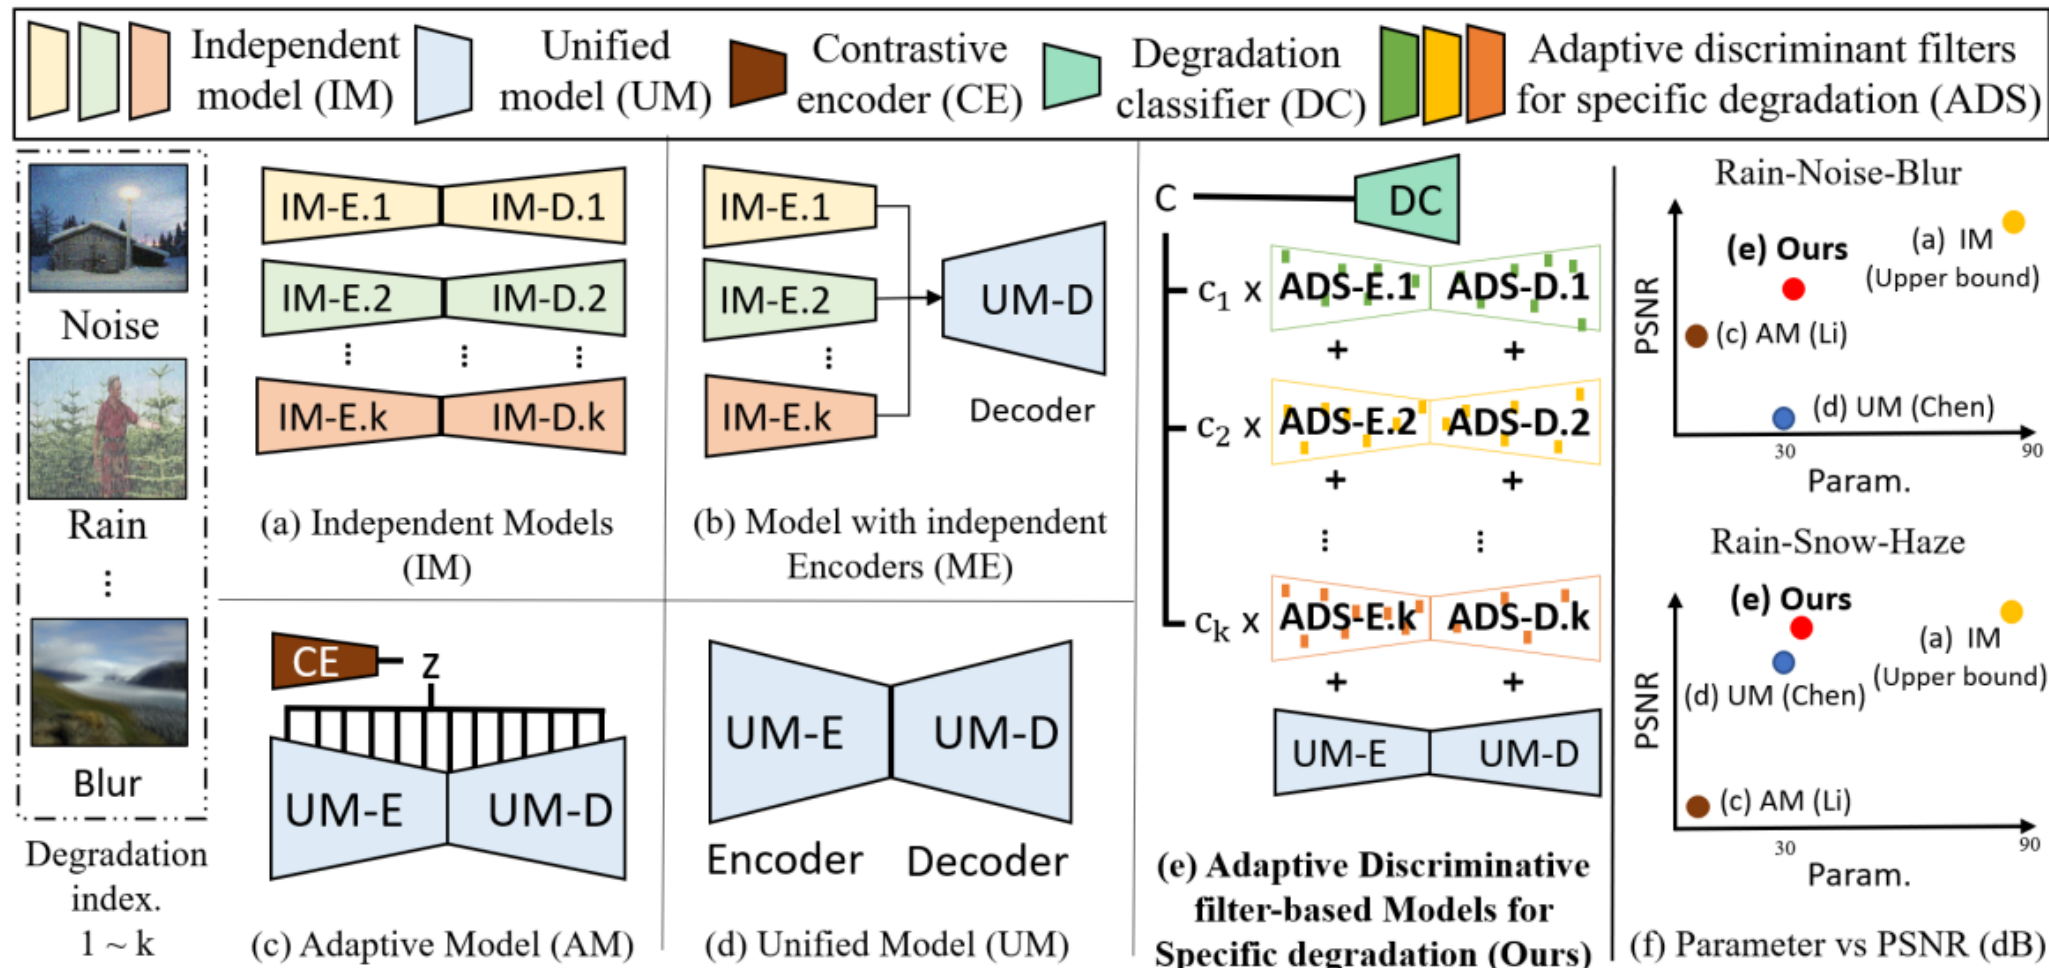 Independent
model (IM)
Unified
model (UM)
Contrastive
encoder (CE)
Degradation
classifier (DC)
Adaptive discriminant filters
for specific degradation (ADS)
Noise
Rain
⋮
Blur
Degradation
index.
1 ~ k
IM-E.1
IM-D.1
IM-E.2
IM-D.2
⋮ ⋮ ⋮
IM-E.k
IM-D.k
(a) Independent Models
(IM)
IM-E.1
IM-E.2
⋮
IM-E.k
UM-D
Decoder
(b) Model with independent
Encoders (ME)
CE
Z
UM-E
UM-D
(c) Adaptive Model (AM)
UM-E
UM-D
Encoder
Decoder
(d) Unified Model (UM)
C
DC
c₁ x
ADS-E.1
ADS-D.1
+ +
c₂ x
ADS-E.2
ADS-D.2
+ +
⋮ ⋮
cₖ x
ADS-E.k
ADS-D.k
+ +
UM-E
UM-D
(e) Adaptive Discriminative
filter-based Models for
Specific degradation (Ours)
Rain-Noise-Blur
PSNR
(a) IM
(Upper bound)
(e) Ours
(c) AM (Li)
(d) UM (Chen)
30
90
Param.
Rain-Snow-Haze
PSNR
(e) Ours
(a) IM
(Upper bound)
(d) UM (Chen)
(c) AM (Li)
30
90
Param.
(f) Parameter vs PSNR (dB)